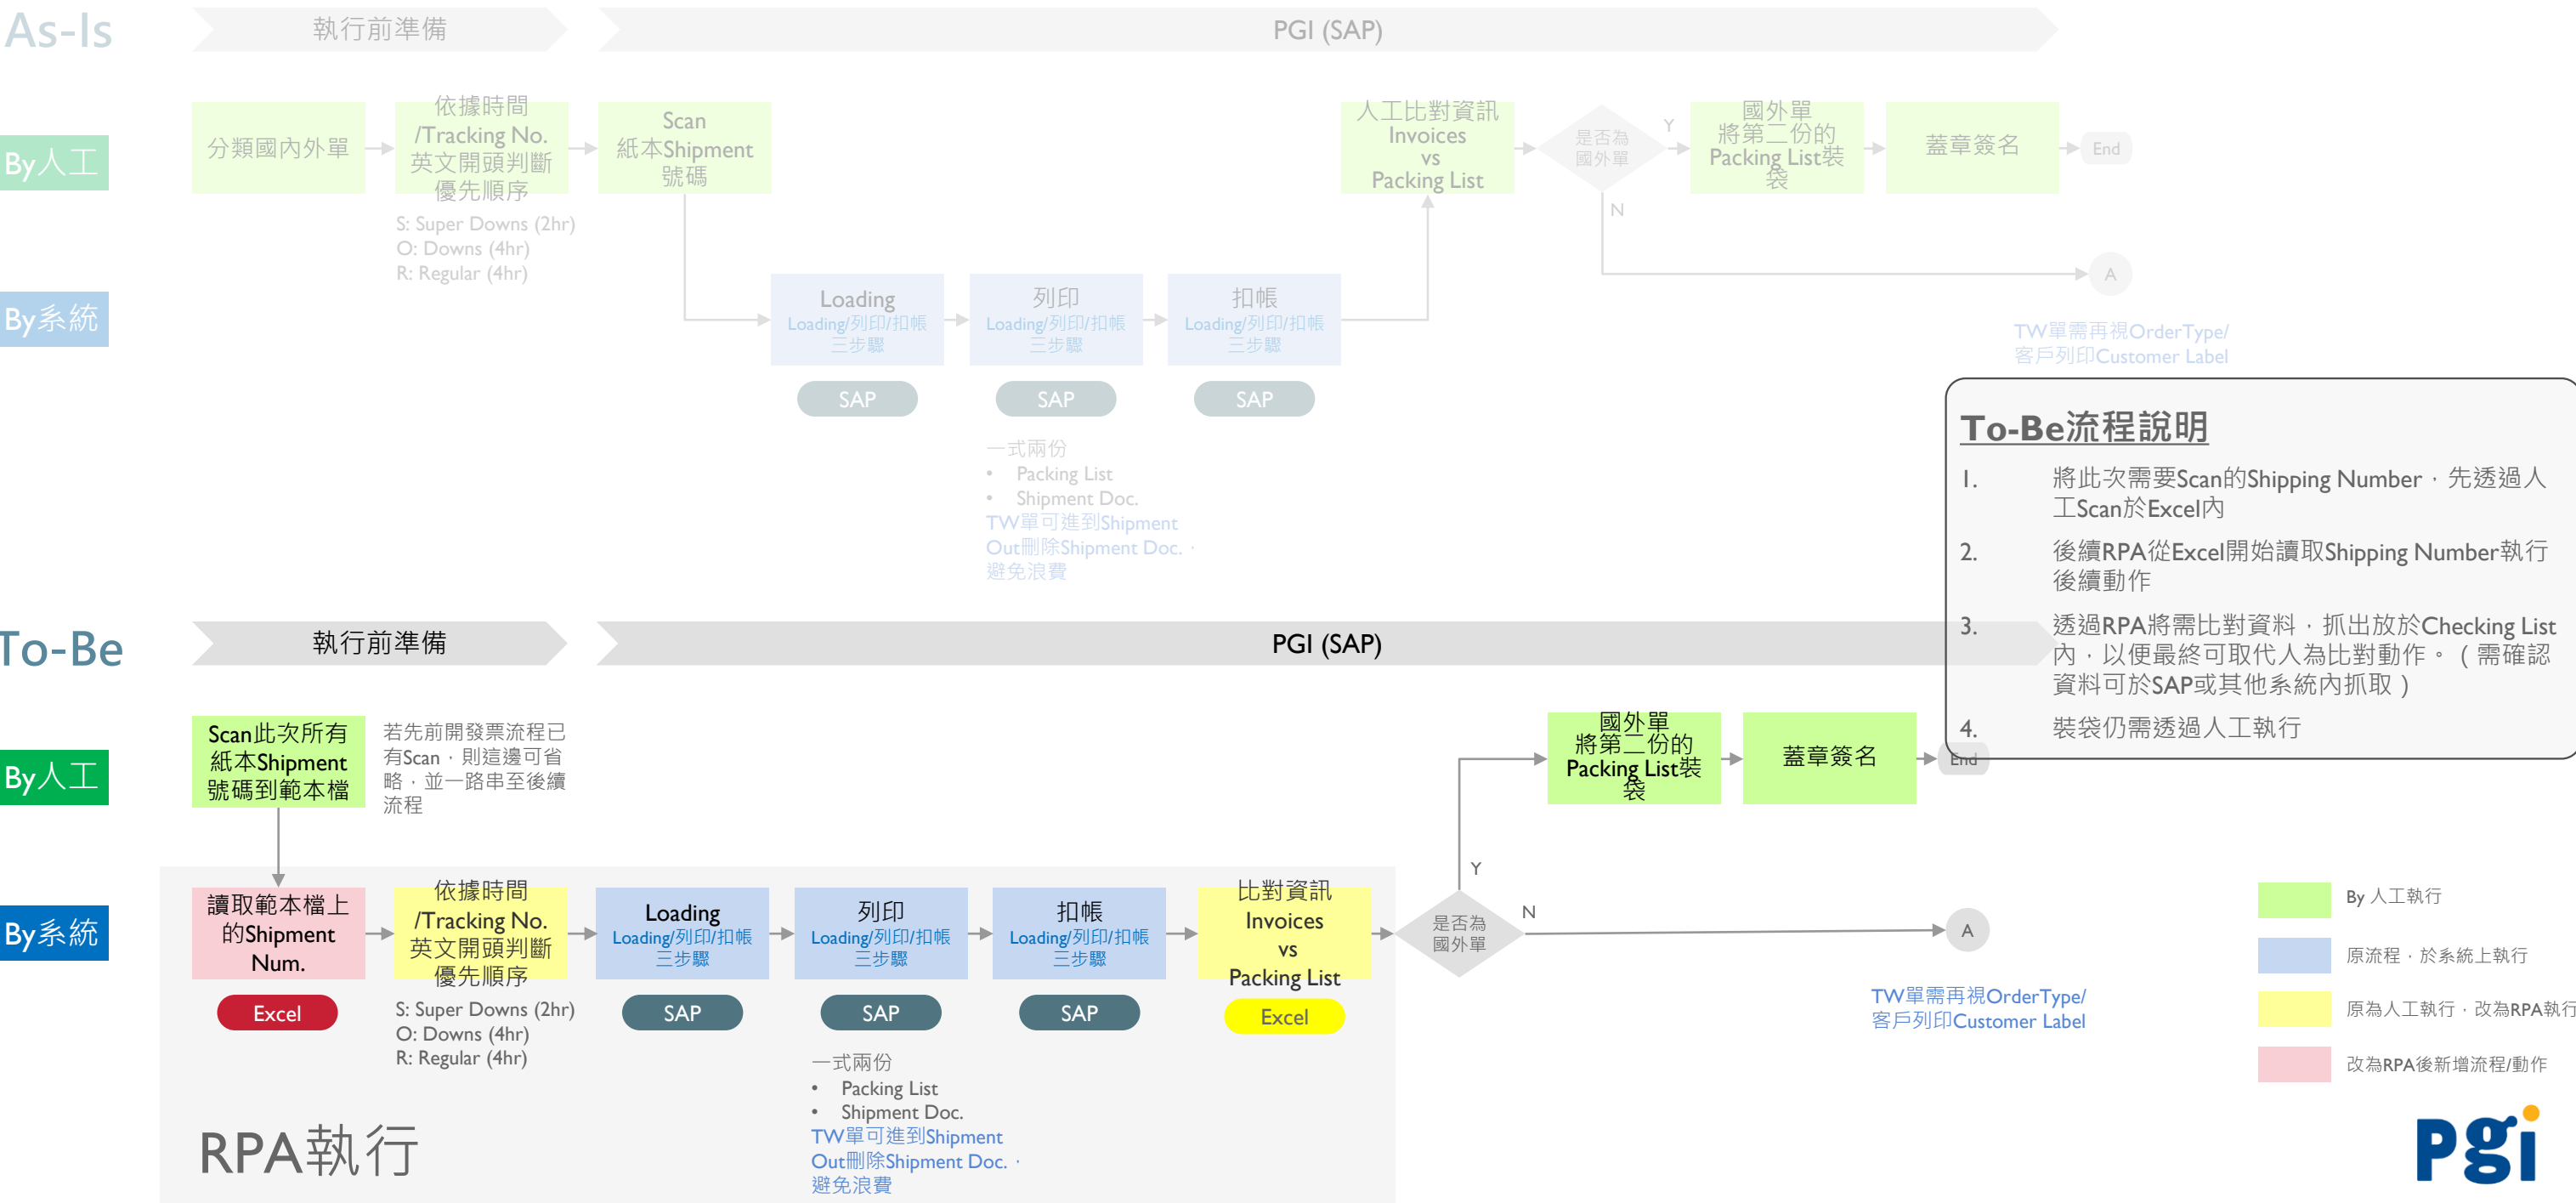 As-Is
執行前準備
PGI (SAP)
By人工
分類國內外單
依據時間
/Tracking No.
英文開頭判斷
優先順序
S: Super Downs (2hr)
O: Downs (4hr)
R: Regular (4hr)
Scan
紙本Shipment
號碼
人工比對資訊
Invoices
vs
Packing List
是否為
國外單
Y
N
國外單
將第二份的
Packing List裝
袋
蓋章簽名
End
By系統
Loading
Loading/列印/扣帳
三步驟
SAP
列印
Loading/列印/扣帳
三步驟
SAP
一式兩份
• Packing List
• Shipment Doc.
TW單可進到Shipment
Out刪除Shipment Doc.，
避免浪費
扣帳
Loading/列印/扣帳
三步驟
SAP
A
TW單需再視OrderType/
客戶列印Customer Label
To-Be流程說明
1. 將此次需要Scan的Shipping Number，先透過人
工Scan於Excel內
2. 後續RPA從Excel開始讀取Shipping Number執行
後續動作
3. 透過RPA將需比對資料，抓出放於Checking List
內，以便最終可取代人為比對動作。（需確認
資料可於SAP或其他系統內抓取）
4. 裝袋仍需透過人工執行
To-Be
執行前準備
PGI (SAP)
By人工
Scan此次所有
紙本Shipment
號碼到範本檔
若先前開發票流程已
有Scan，則這邊可省
略，並一路串至後續
流程
國外單
將第二份的
Packing List裝
袋
蓋章簽名
End
By系統
讀取範本檔上
的Shipment
Num.
Excel
依據時間
/Tracking No.
英文開頭判斷
優先順序
S: Super Downs (2hr)
O: Downs (4hr)
R: Regular (4hr)
Loading
Loading/列印/扣帳
三步驟
SAP
列印
Loading/列印/扣帳
三步驟
SAP
一式兩份
• Packing List
• Shipment Doc.
TW單可進到Shipment
Out刪除Shipment Doc.，
避免浪費
扣帳
Loading/列印/扣帳
三步驟
SAP
比對資訊
Invoices
vs
Packing List
Excel
是否為
國外單
Y
N
A
TW單需再視OrderType/
客戶列印Customer Label
RPA執行
By 人工執行
原流程，於系統上執行
原為人工執行，改為RPA執行
改為RPA後新增流程/動作
Pgi